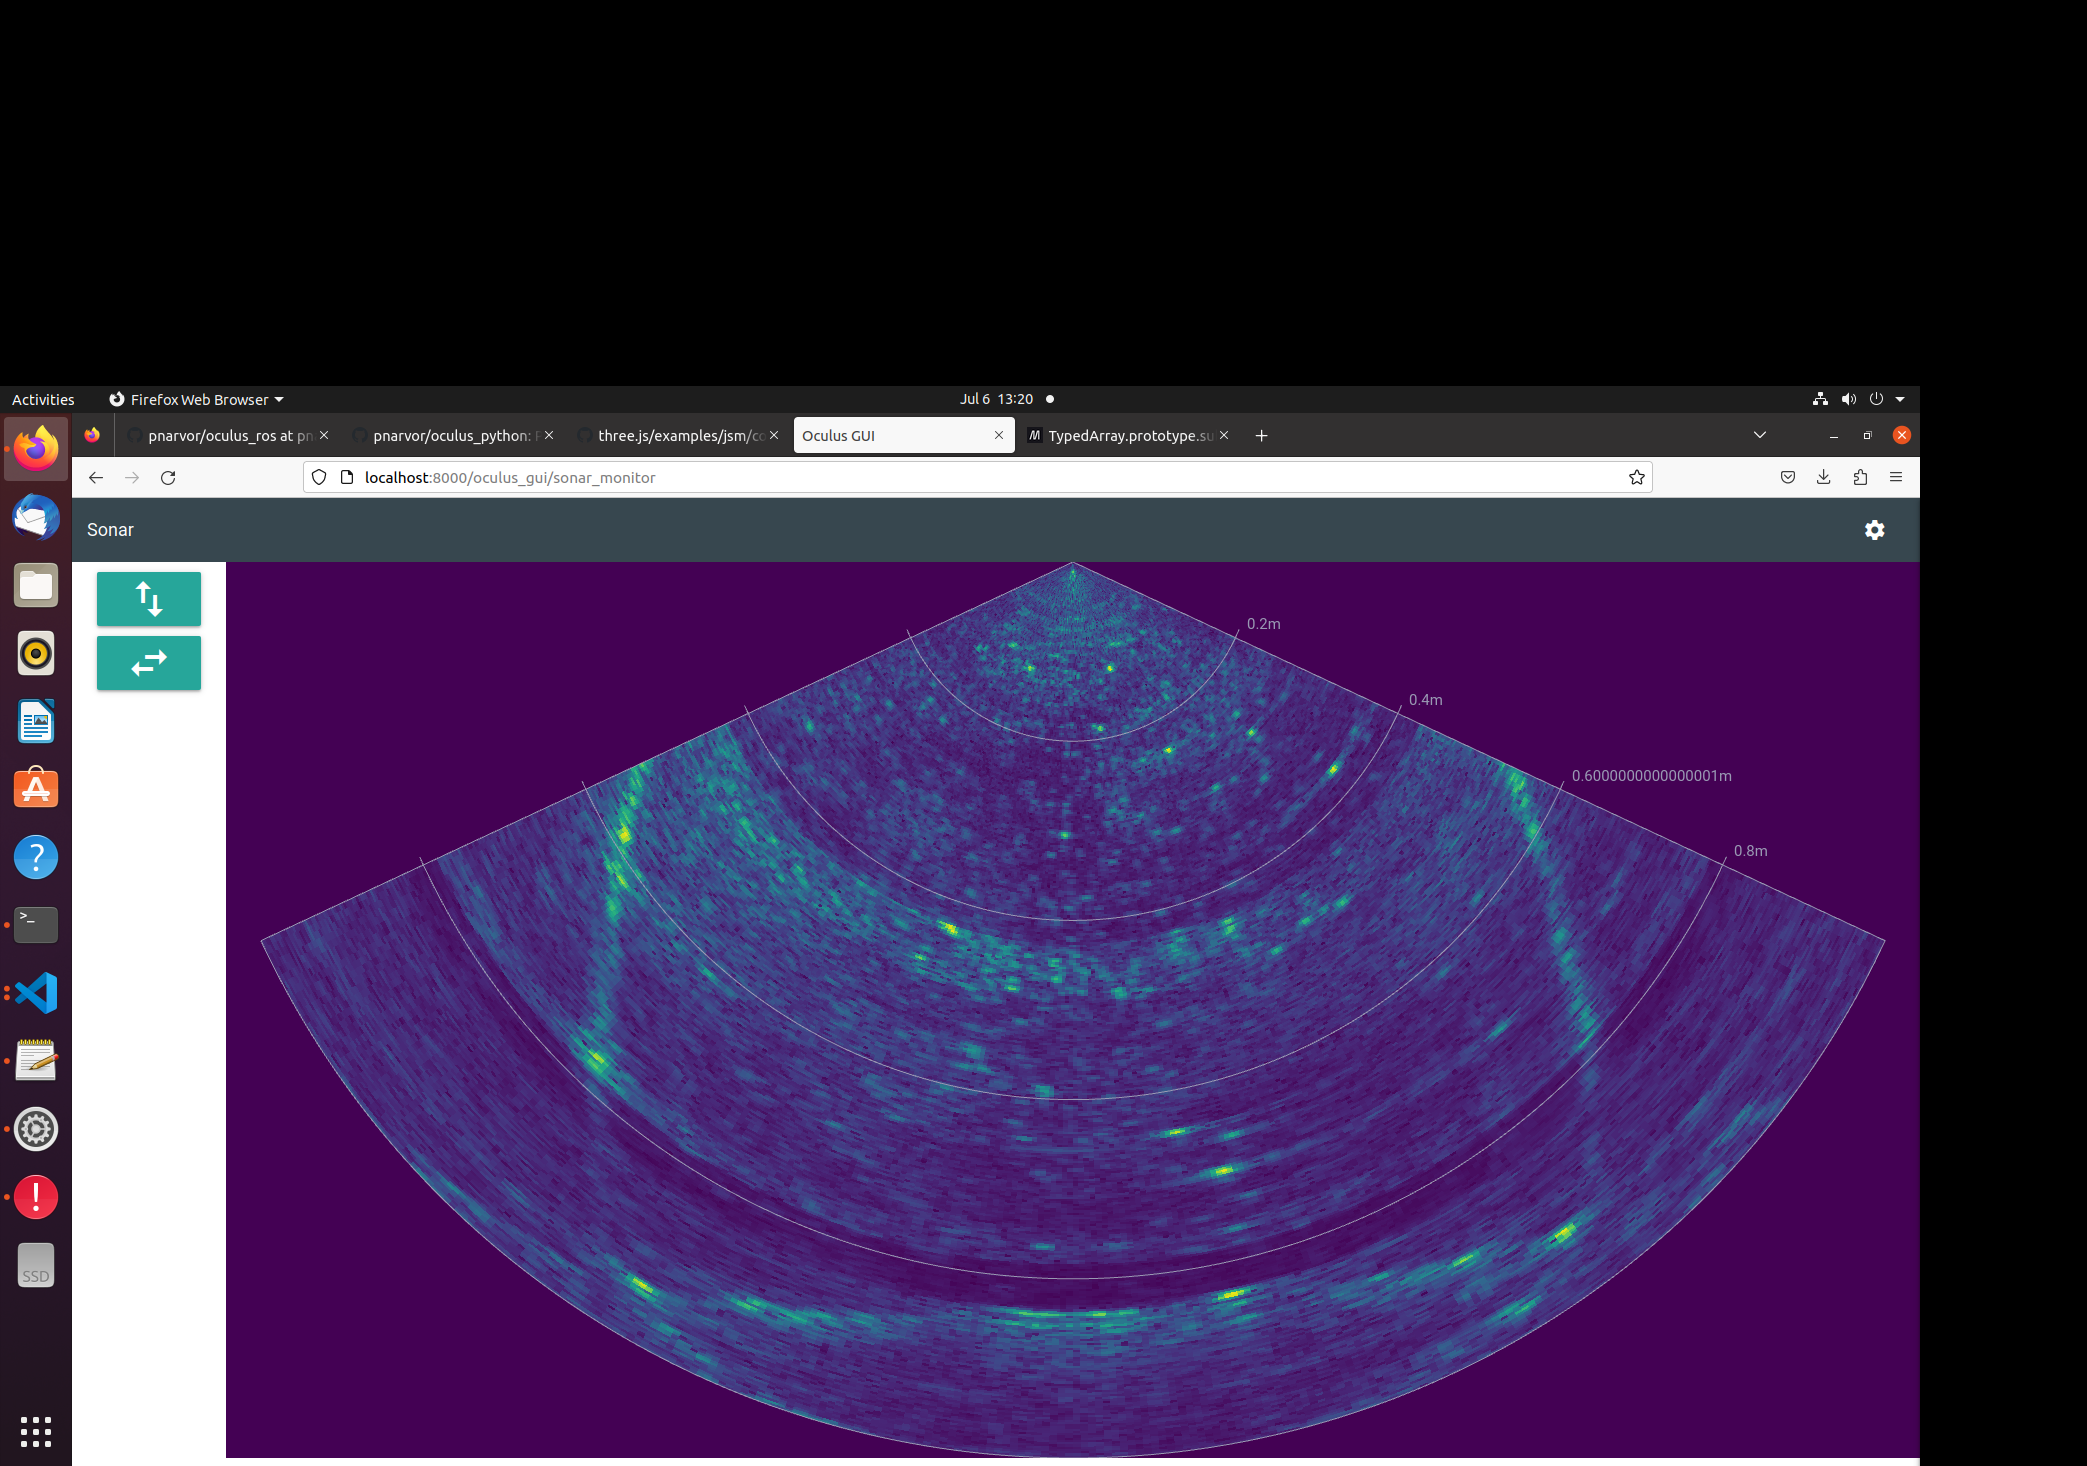 Activities Firefox Web Browser Jul 6 13:20
pnarvor/oculus_ros at pn pnarvor/oculus_python: P three.js/examples/jsm/co Oculus GUI TypedArray.prototype.su
localhost:8000/oculus_gui/sonar_monitor
Sonar
0.2m
0.4m
0.6000000000000001m
0.8m
SSD